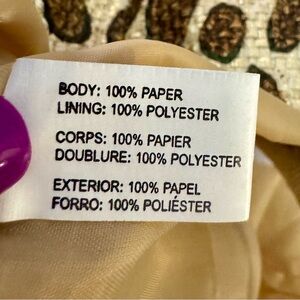 BODY: 100% PAPER
LINING: 100% POLYESTER
CORPS: 100% PAPIER
DOUBLURE: 100% POLYESTER
EXTERIOR: 100% PAPEL
FORRO: 100% POLIÉSTER